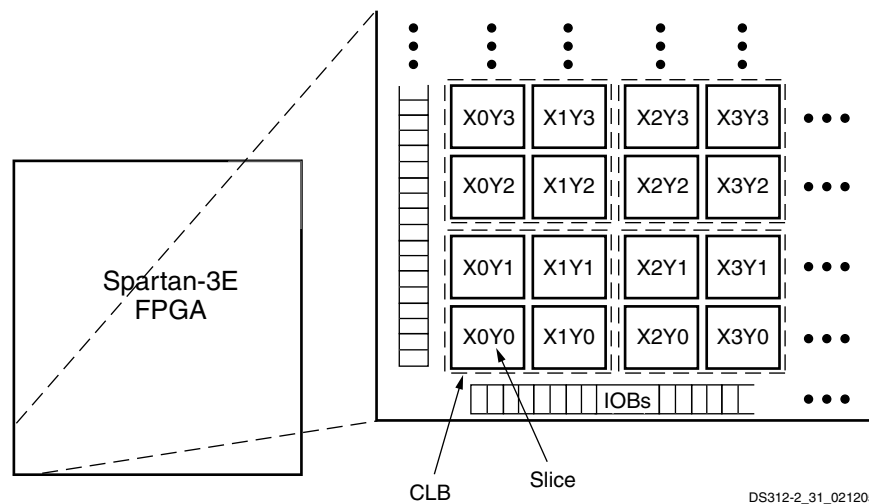 X0Y3 X1Y3 X2Y3 X3Y3
X0Y2 X1Y2 X2Y2 X3Y2
Spartan-3E
FPGA
X0Y1 X1Y1 X2Y1 X3Y1
X0Y0 X1Y0 X2Y0 X3Y0
IOBs
CLB
Slice
DS312-2_31_02120